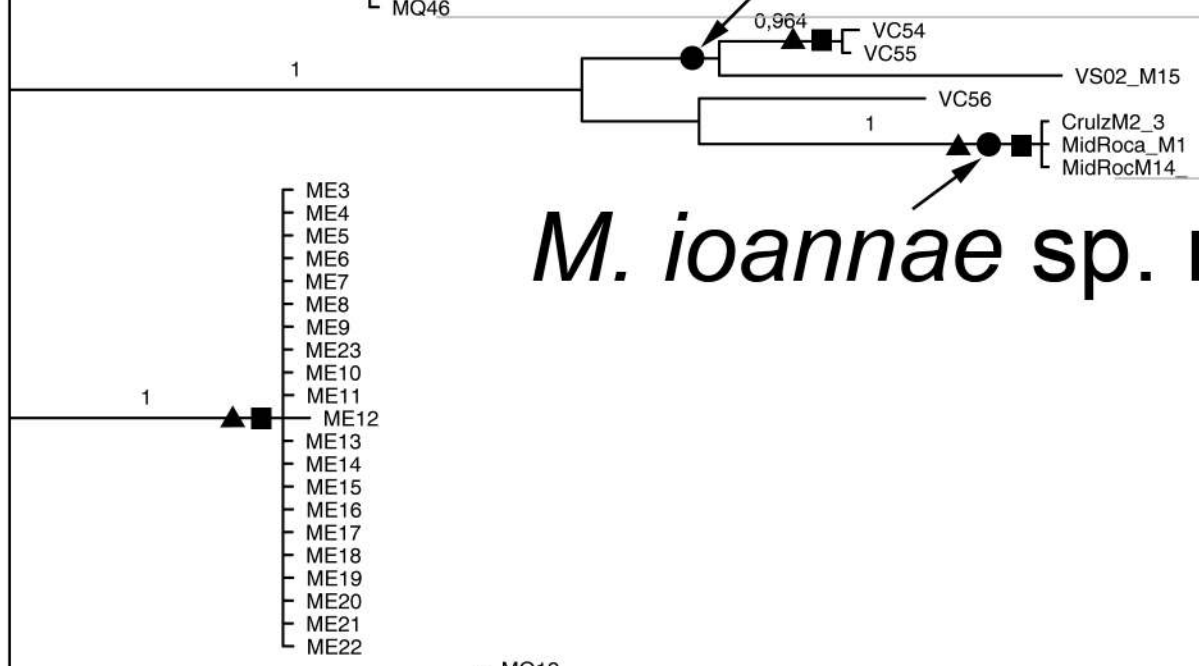 MQ46
0,964
VC54
VC55
1
VS02_M15
VC56
1
CrulzM2_3
MidRoca_M1
MidRocM14_
M. ioannae sp.
ME3
ME4
ME5
ME6
ME7
ME8
ME9
ME23
ME10
ME11
1
ME12
ME13
ME14
ME15
ME16
ME17
ME18
ME19
ME20
ME21
ME22